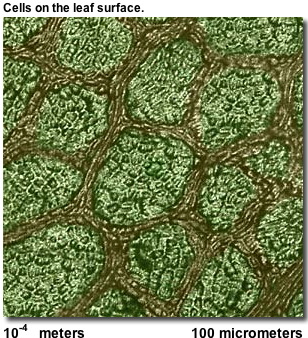 Cells on the leaf surface.
10⁻⁴ meters 100 micrometers